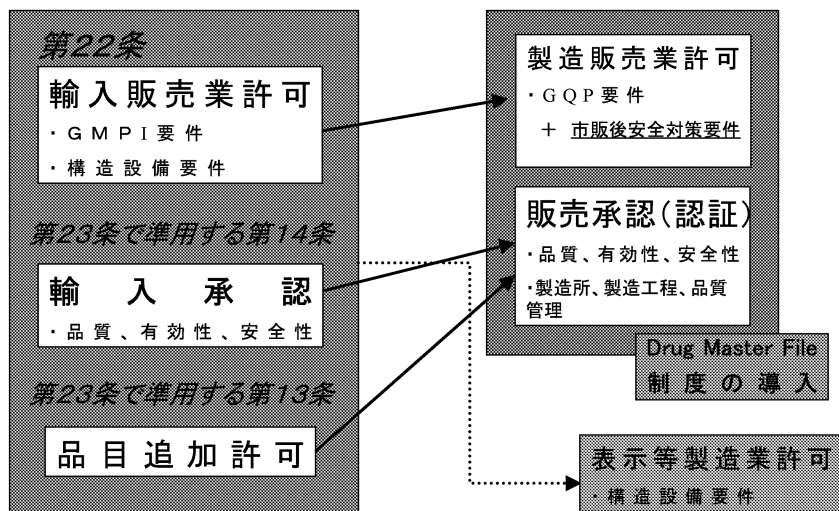 第22条
輸入販売業許可
・GMPI要件
・構造設備要件
第23条で準用する第14条
輸入承認
・品質、有効性、安全性
第23条で準用する第13条
品目追加許可
製造販売業許可
・GQP要件
＋ 市販後安全対策要件
販売承認(認証)
・品質、有効性、安全性
・製造所、製造工程、品質
管理
Drug Master File
制度の導入
表示等製造業許可
・構造設備要件